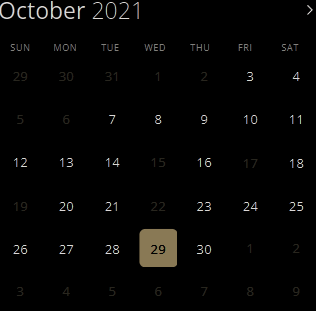 October 2021
SUN MON TUE WED THU FRI SAT
29 30 31 1 2 3 4
5 6 7 8 9 10 11
12 13 14 15 16 17 18
19 20 21 22 23 24 25
26 27 28 29 30 1 2
3 4 5 6 7 8 9